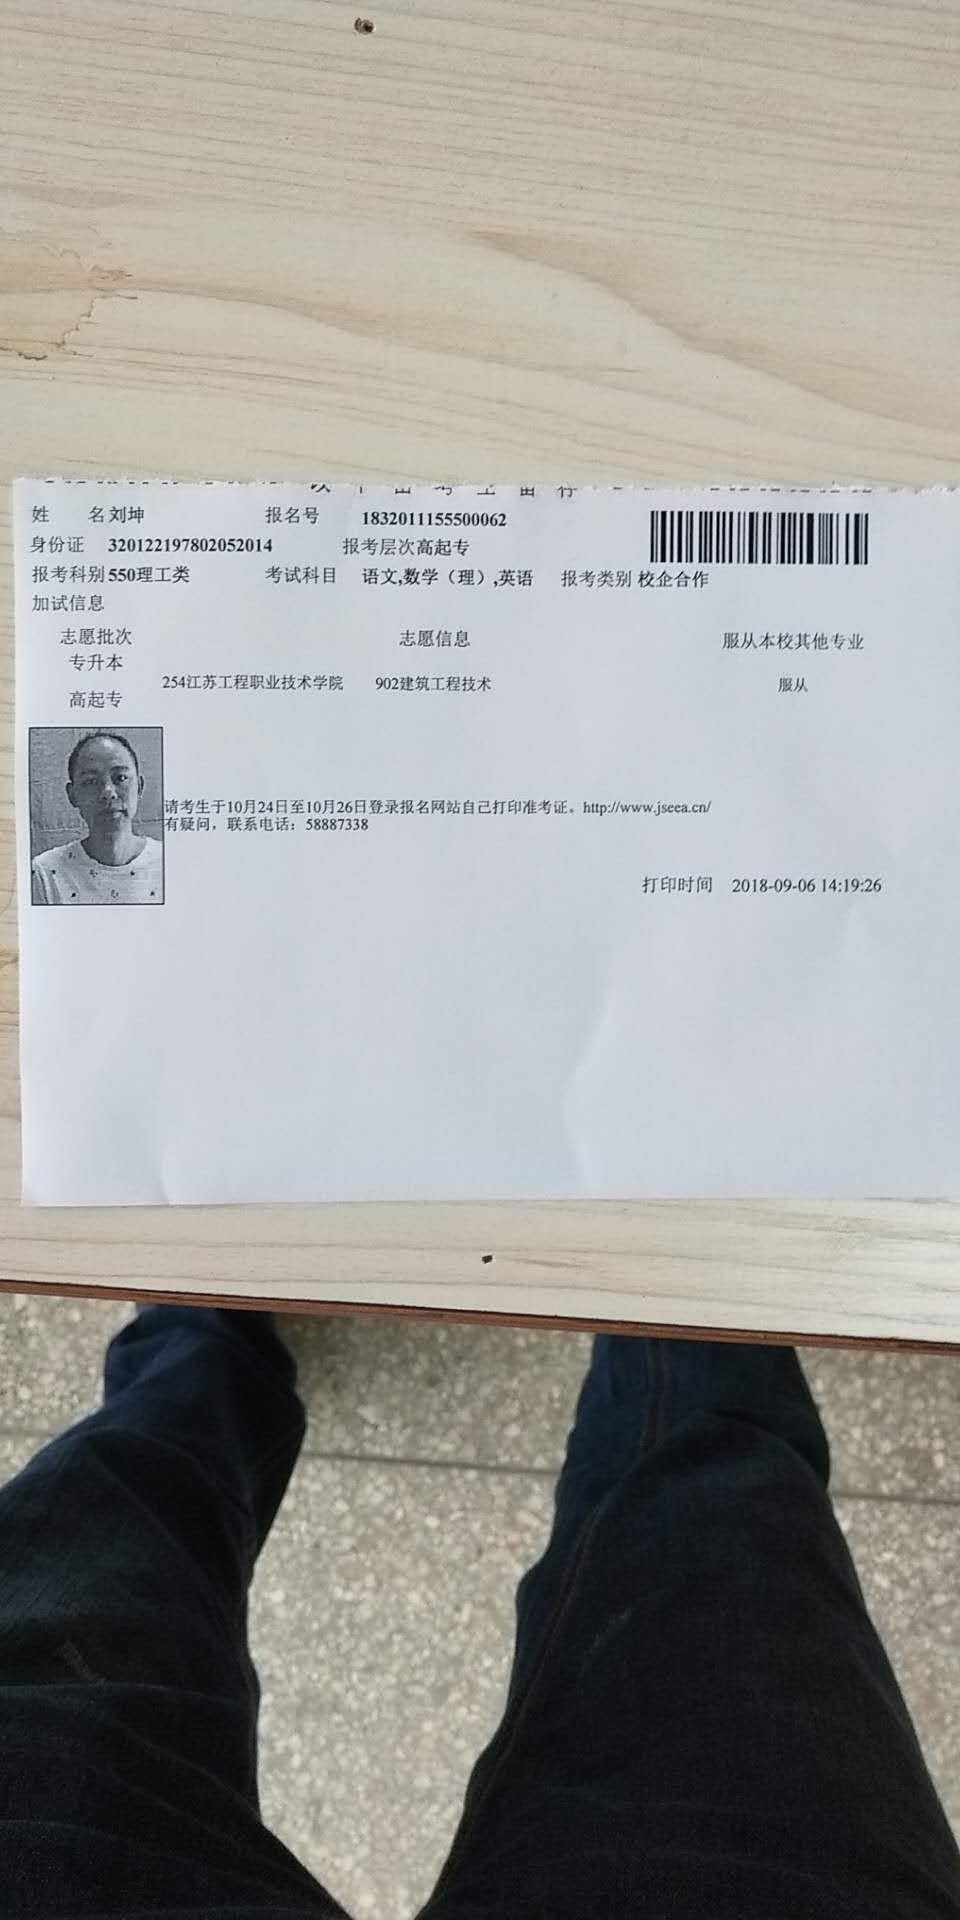 姓 名 刘坤 报名号 1832011155500062
身份证 320122197802052014 报考层次 高起专
报考科别 550理工类 考试科目 语文,数学（理）,英语 报考类别 校企合作
加试信息
志愿批次 志愿信息 服从本校其他专业
专升本
高起专 254江苏工程职业技术学院 902建筑工程技术 服从
请考生于10月24日至10月26日登录报名网站自己打印准考证。http://www.jseea.cn/
有疑问，联系电话：58887338
打印时间 2018-09-06 14:19:26